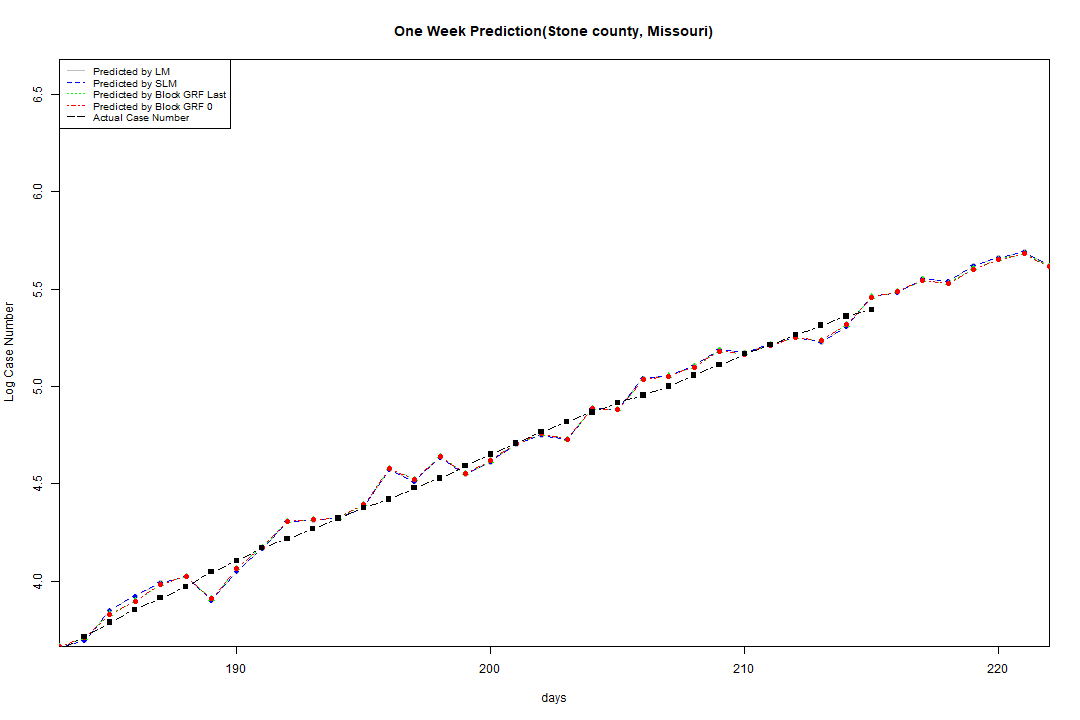 One Week Prediction(Stone county, Missouri)
Predicted by LM
Predicted by SLM
Predicted by Block GRF Last
Predicted by Block GRF 0
Actual Case Number
6.5
6.0
5.5
5.0
4.5
4.0
Log Case Number
190 200 210 220
days